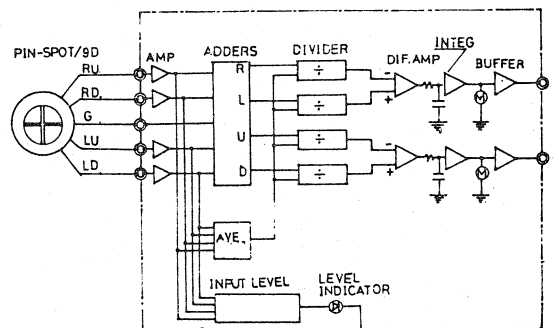 PIN-SPOT/9D
AMP
ADDERS
DIVIDER
DIF.AMP
INTEG
BUFFER
RU
RD
G
LU
LD
R
L
U
D
÷
÷
÷
÷
-
+
-
+
M
M
AVE.
INPUT LEVEL
LEVEL
INDICATOR